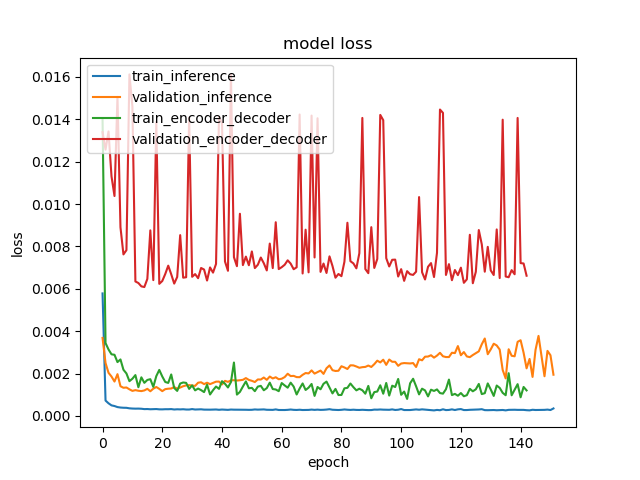 model loss
train_inference
validation_inference
train_encoder_decoder
validation_encoder_decoder
0.016
0.014
0.012
0.010
0.008
0.006
0.004
0.002
0.000
loss
0 20 40 60 80 100 120 140
epoch